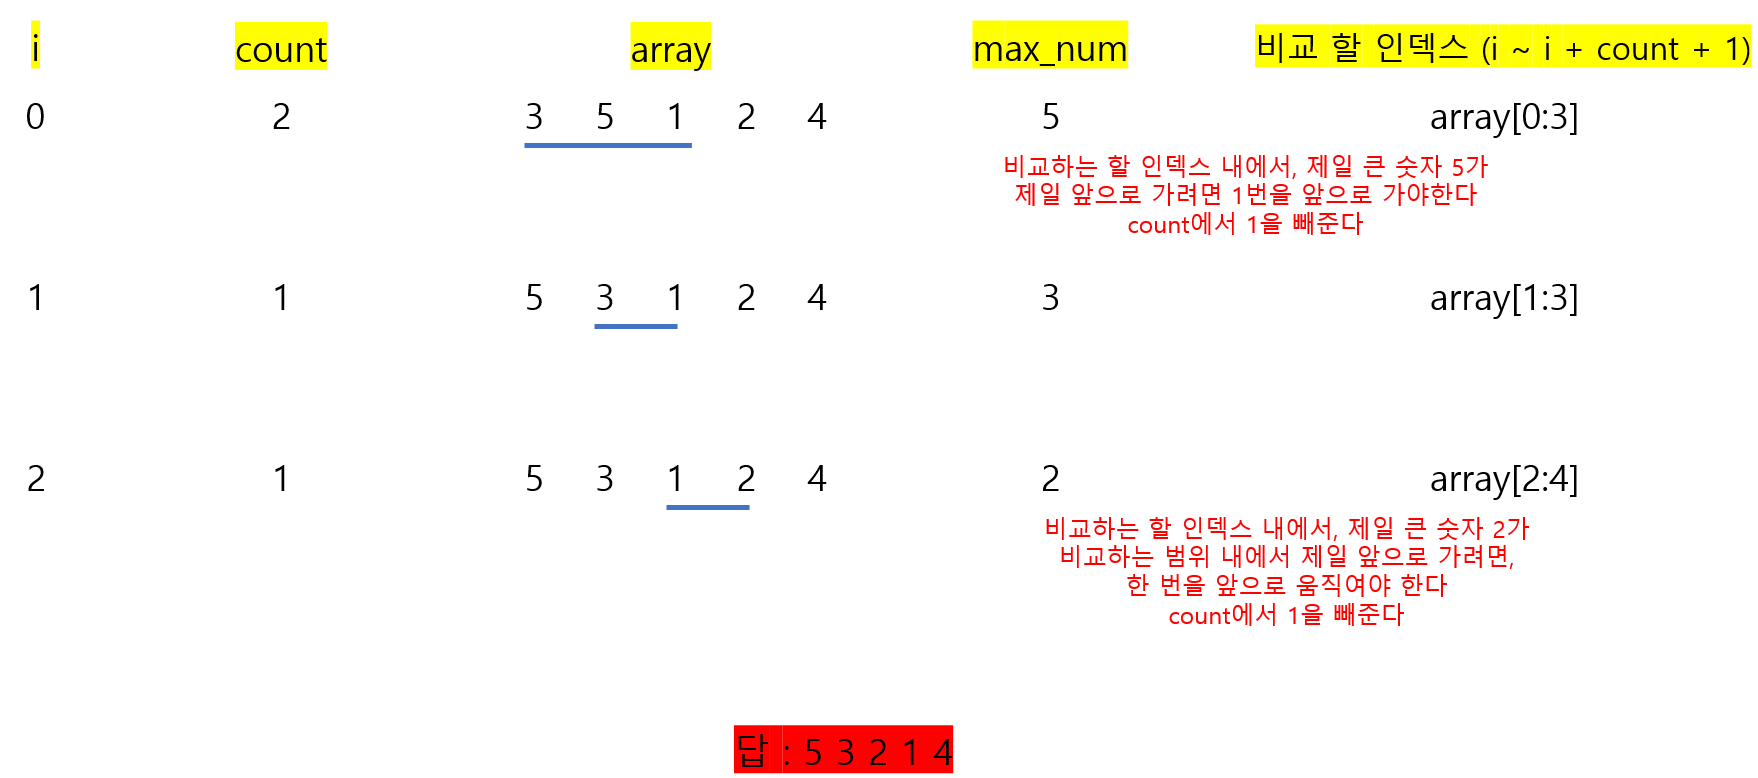 i count array max_num 비교 할 인덱스 (i ~ i + count + 1)
0 2 3 5 1 2 4 5 array[0:3]
비교하는 할 인덱스 내에서, 제일 큰 숫자 5가
제일 앞으로 가려면 1번을 앞으로 가야한다
count에서 1을 빼준다
1 1 5 3 1 2 4 3 array[1:3]
2 1 5 3 1 2 4 2 array[2:4]
비교하는 할 인덱스 내에서, 제일 큰 숫자 2가
비교하는 범위 내에서 제일 앞으로 가려면,
한 번을 앞으로 움직여야 한다
count에서 1을 빼준다
답 : 5 3 2 1 4